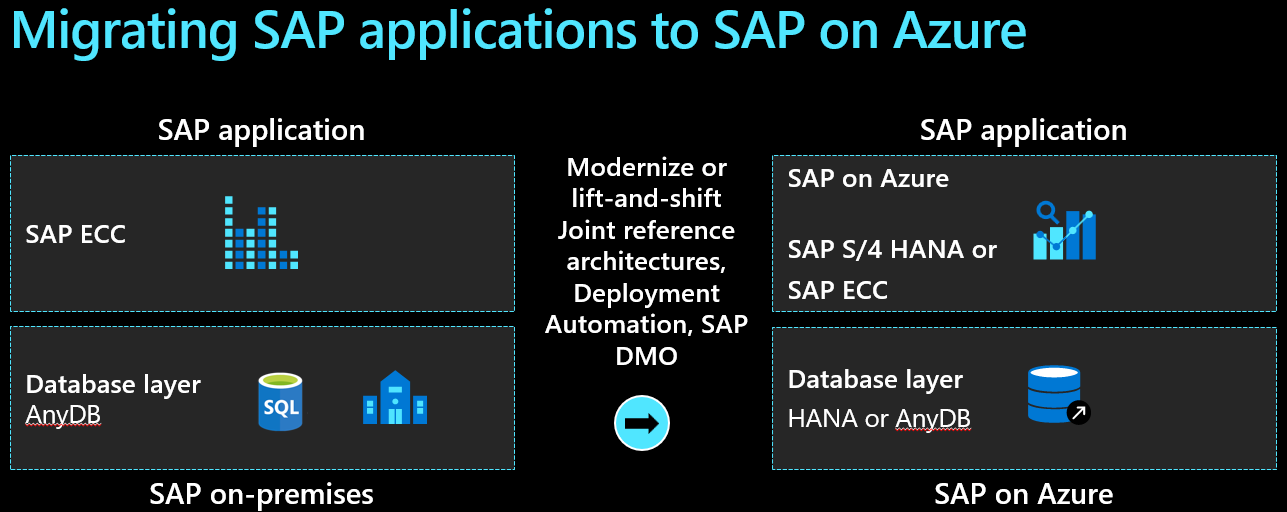 Migrating SAP applications to SAP on Azure
SAP application
SAP ECC
Database layer
AnyDB
SQL
SAP on-premises
Modernize or
lift-and-shift
Joint reference
architectures,
Deployment
Automation, SAP
DMO
SAP application
SAP on Azure
SAP S/4 HANA or
SAP ECC
Database layer
HANA or AnyDB
SAP on Azure